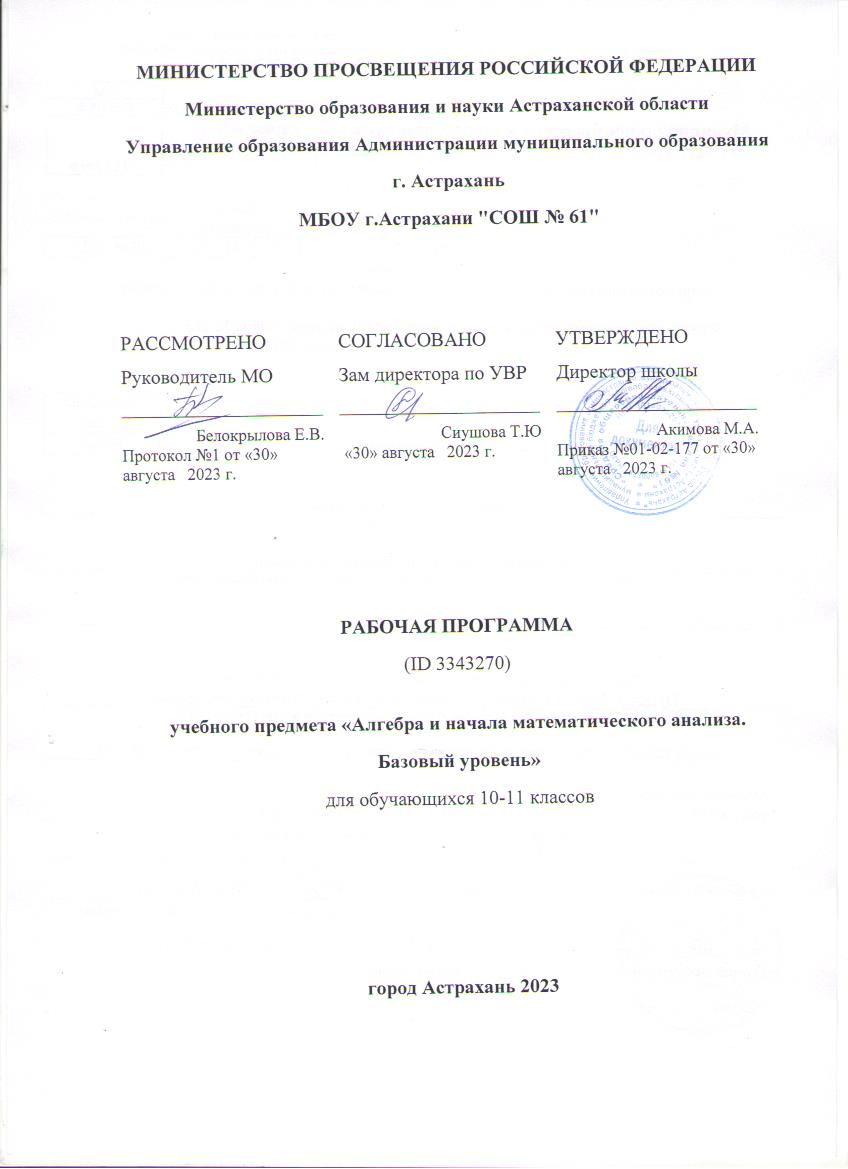 МИНИСТЕРСТВО ПРОСВЕЩЕНИЯ РОССИЙСКОЙ ФЕДЕРАЦИИ
Министерство образования и науки Астраханской области
Управление образования Администрации муниципального образования
г. Астрахань
МБОУ г.Астрахани "СОШ № 61"
РАССМОТРЕНО
Руководитель МО
Белокрылова Е.В.
Протокол №1 от «30»
августа 2023 г.
СОГЛАСОВАНО
Зам директора по УВР
Сиушова Т.Ю
«30» августа 2023 г.
УТВЕРЖДЕНО
Директор школы
Акимова М.А.
Приказ №01-02-177 от «30»
августа 2023 г.
РАБОЧАЯ ПРОГРАММА
(ID 3343270)
учебного предмета «Алгебра и начала математического анализа.
Базовый уровень»
для обучающихся 10-11 классов
город Астрахань 2023